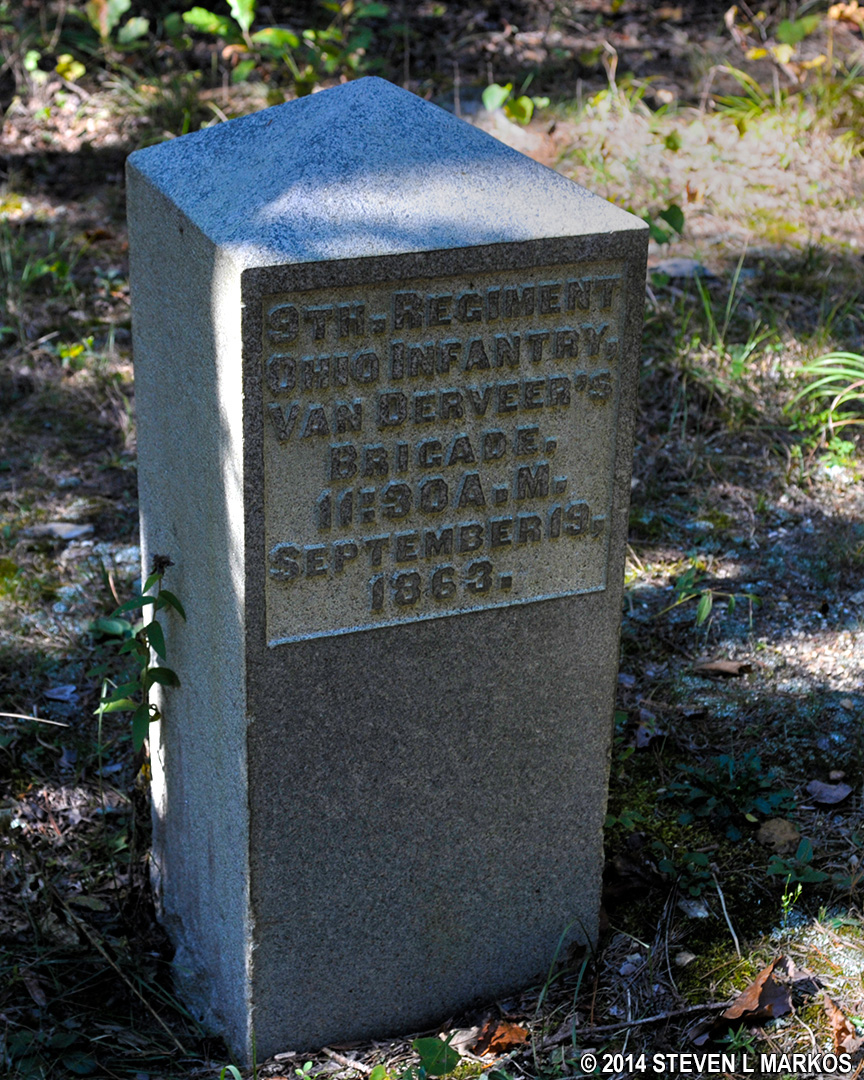 9TH. REGIMENT
OHIO INFANTRY,
VAN DERVEER'S
BRIGADE,
11:30 A.M.
SEPTEMBER 19,
1863.
© 2014 STEVEN L MARKOS